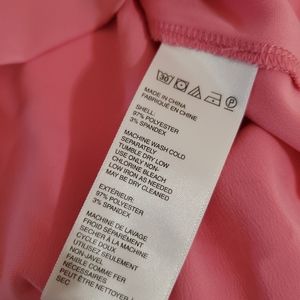 30
P
MADE IN CHINA
FABRIQUÉ EN CHINE
SHELL:
97% POLYESTER
3% SPANDEX
MACHINE WASH COLD
SEPARATELY
TUMBLE DRY LOW
USE ONLY NON-
CHLORINE BLEACH
LOW IRON AS NEEDED
MAY BE DRY CLEANED
EXTÉRIEUR:
97% POLYESTER
3% SPANDEX
MACHINE DE LAVAGE
FROID SÉPARÉMENT
SÉCHER À LA MACHINE
CYCLE DOUX
UTILISEZ SEULEMENT
NON-JAVEL
FAIBLE COMME FER
NÉCESSAIRES
PEUT ÊTRE NETTOYER
SEC